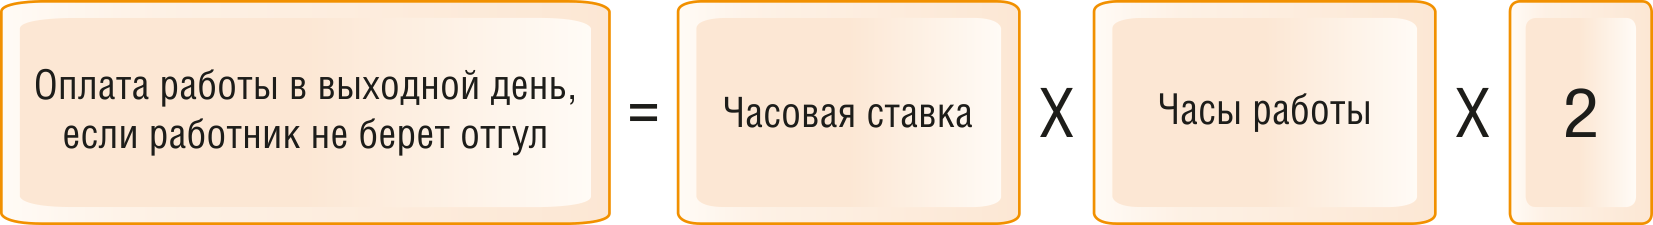 Оплата работы в выходной день,
если работник не берет отгул
=
Часовая ставка
X
Часы работы
X
2